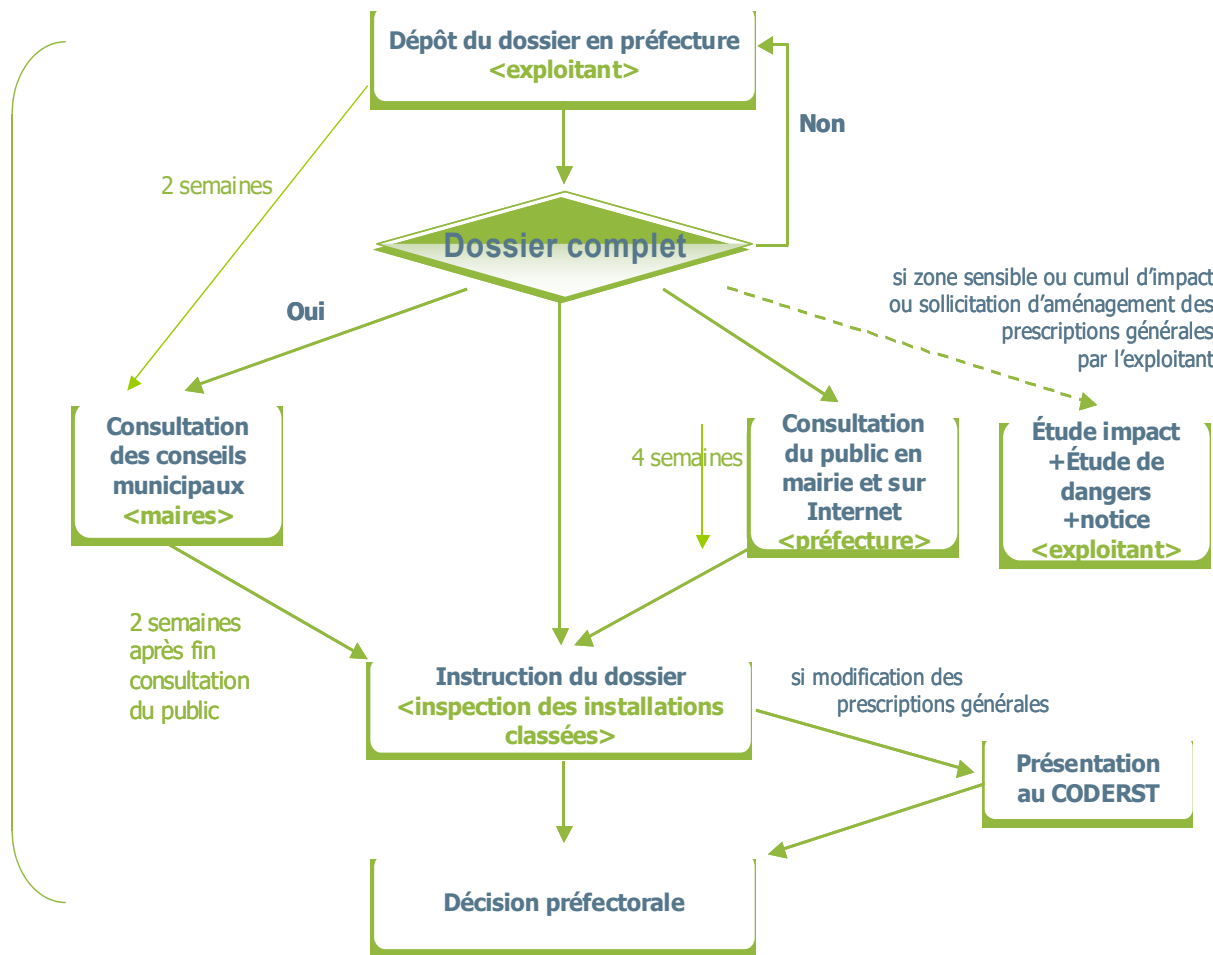 Dépôt du dossier en préfecture
<exploitant>
Non
2 semaines
Dossier complet
Oui
si zone sensible ou cumul d'impact
ou sollicitation d'aménagement des
prescriptions générales
par l'exploitant
Consultation
des conseils
municipaux
<maires>
4 semaines
Consultation
du public en
mairie et sur
Internet
<préfecture>
Étude impact
+Étude de
dangers
+notice
<exploitant>
2 semaines
après fin
consultation
du public
Instruction du dossier
<inspection des installations
classées>
si modification des
prescriptions générales
Présentation
au CODERST
Décision préfectorale